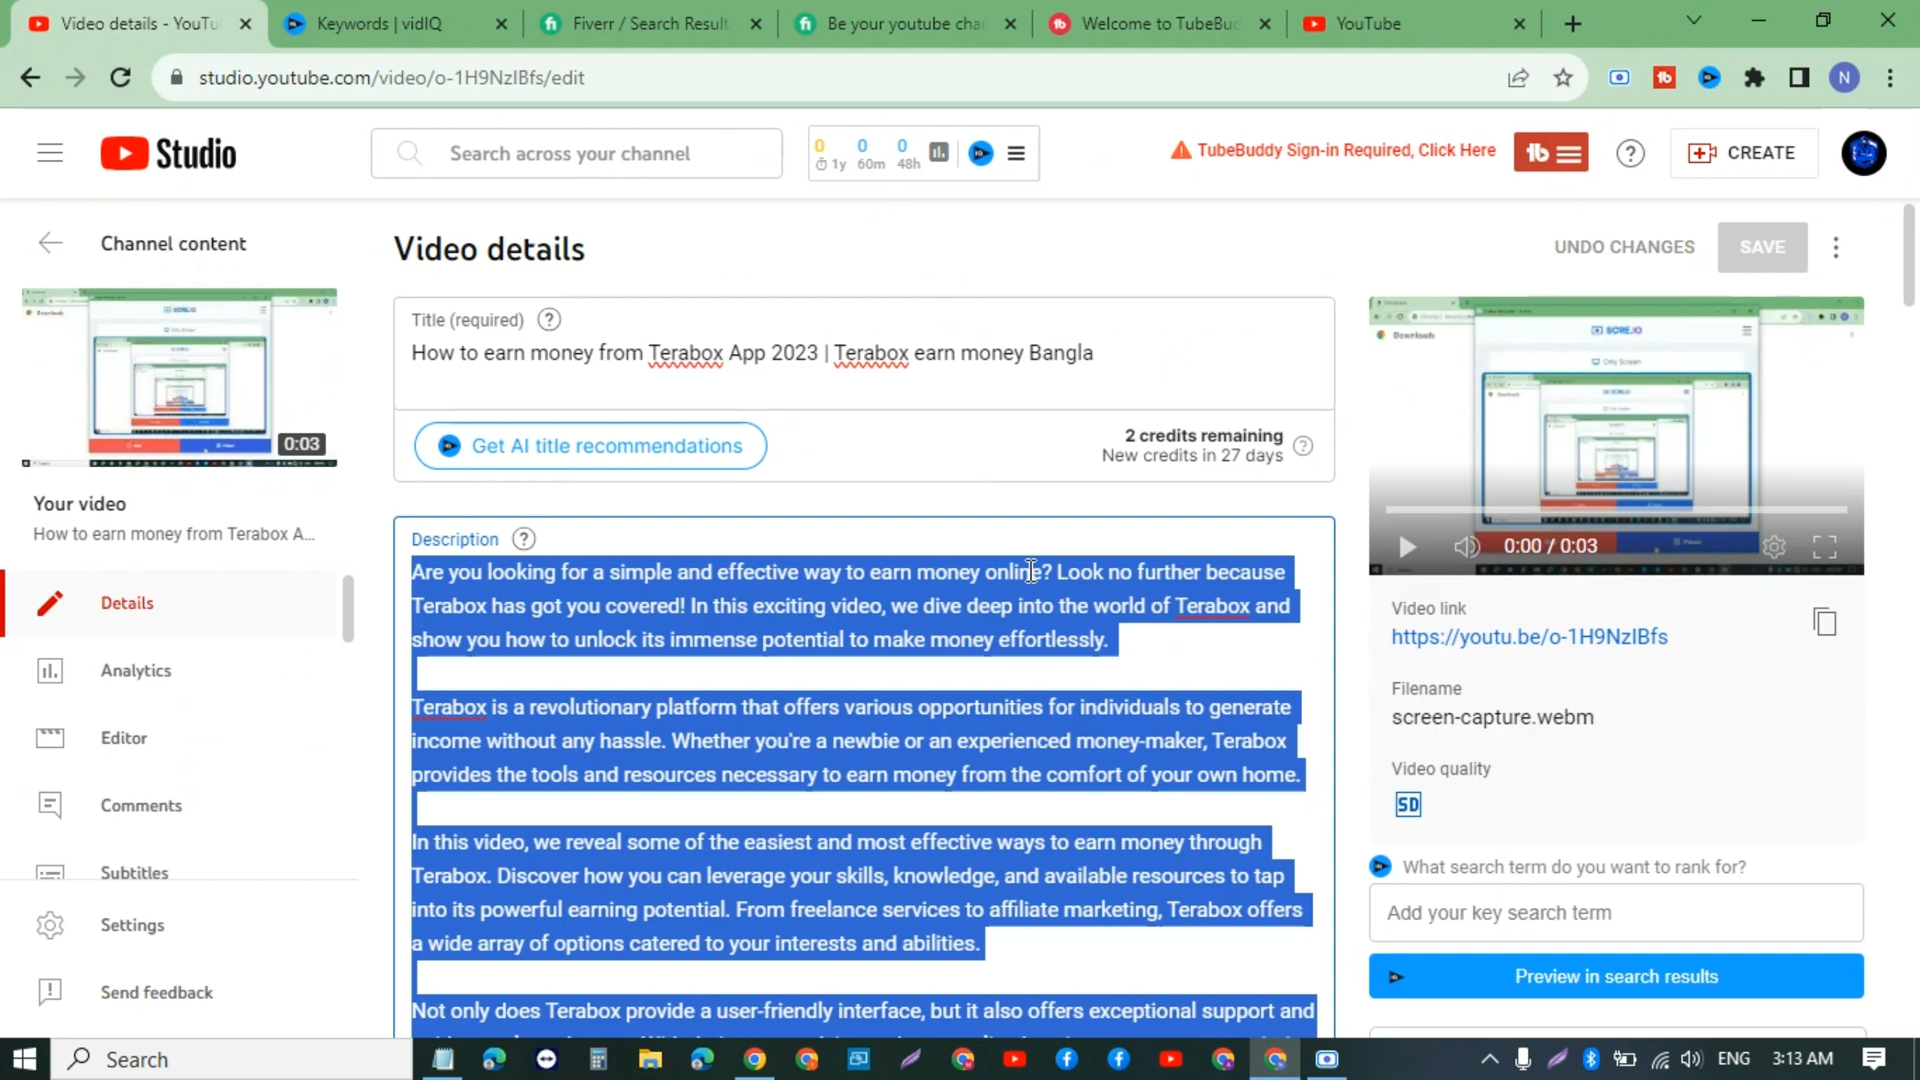 Video details - YouTu
Keywords | vidIQ
Fiverr / Search Result
Be your youtube cha
Welcome to TubeBud
YouTube
studio.youtube.com/video/o-1H9NzIBfs/edit
N
Studio
Search across your channel
0 0 0
1y 60m 48h
TubeBuddy Sign-in Required, Click Here
CREATE
Channel content
Video details
UNDO CHANGES
SAVE
Title (required)
How to earn money from Terabox App 2023 | Terabox earn money Bangla
Get AI title recommendations
2 credits remaining
New credits in 27 days
0:03
Your video
How to earn money from Terabox A...
Details
Analytics
Editor
Comments
Subtitles
Settings
Send feedback
Description
Are you looking for a simple and effective way to earn money online? Look no further because
Terabox has got you covered! In this exciting video, we dive deep into the world of Terabox and
show you how to unlock its immense potential to make money effortlessly.
Terabox is a revolutionary platform that offers various opportunities for individuals to generate
income without any hassle. Whether you're a newbie or an experienced money-maker, Terabox
provides the tools and resources necessary to earn money from the comfort of your own home.
In this video, we reveal some of the easiest and most effective ways to earn money through
Terabox. Discover how you can leverage your skills, knowledge, and available resources to tap
into its powerful earning potential. From freelance services to affiliate marketing, Terabox offers
a wide array of options catered to your interests and abilities.
Not only does Terabox provide a user-friendly interface, but it also offers exceptional support and
Downloads
SCRE.IO
Only Screen
0:00 / 0:03
Video link
https://youtu.be/o-1H9NzIBfs
Filename
screen-capture.webm
Video quality
SD
What search term do you want to rank for?
Add your key search term
Preview in search results
Search
ENG
3:13 AM